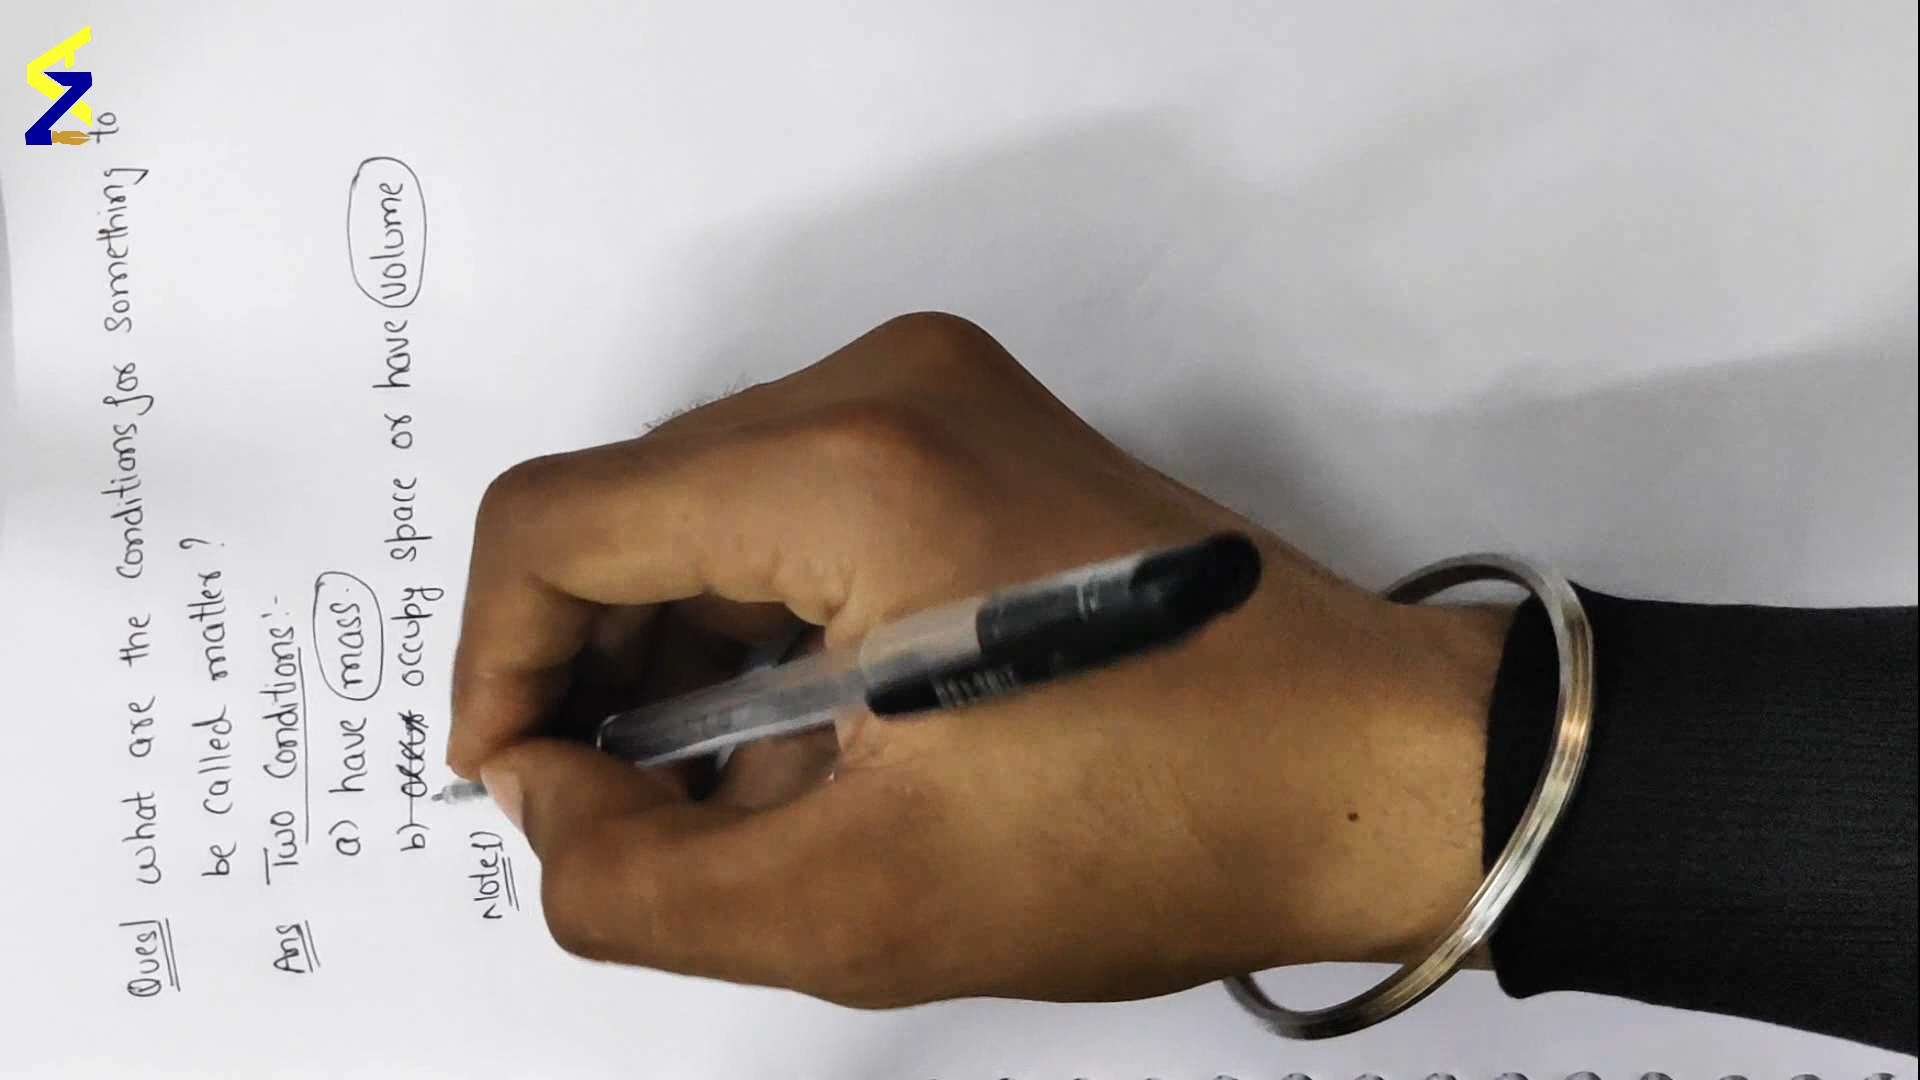 Ques] What are the conditions for something to
be called matter?
Ans Two Conditions:-
a) have mass.
b) occupy space or have volume
Note1)